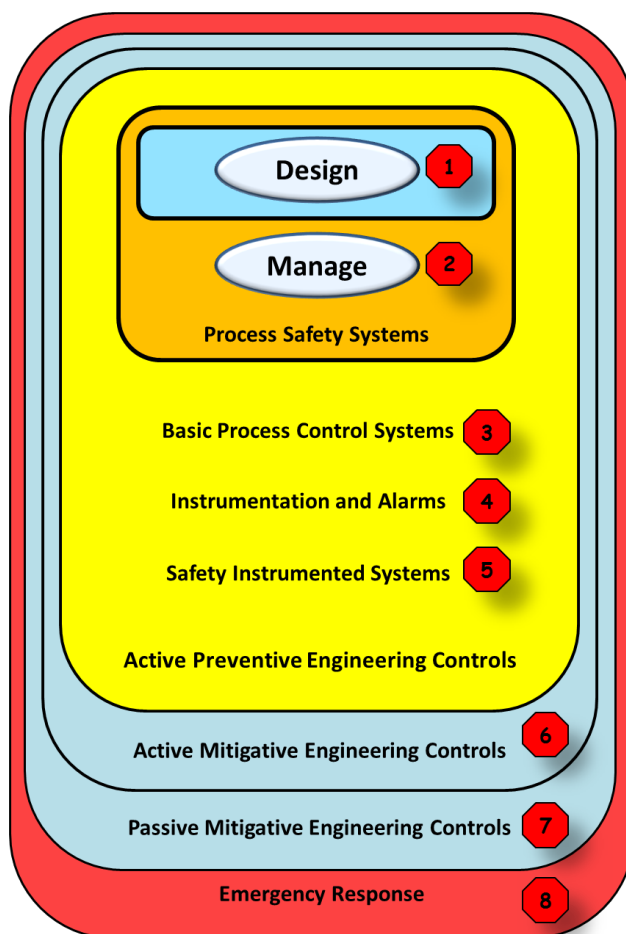 Design 1
Manage 2
Process Safety Systems
Basic Process Control Systems 3
Instrumentation and Alarms 4
Safety Instrumented Systems 5
Active Preventive Engineering Controls
Active Mitigative Engineering Controls 6
Passive Mitigative Engineering Controls 7
Emergency Response 8